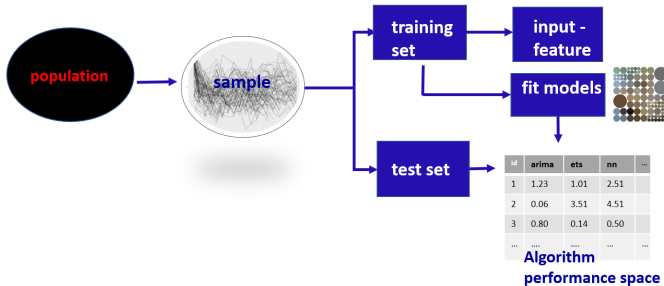 population
sample
training
set
input -
feature
fit models
test set
id arima ets nn ...
1 1.23 1.01 2.51
2 0.06 3.51 4.51
3 0.80 0.14 0.50
... .... ... ... ...
Algorithm
performance space